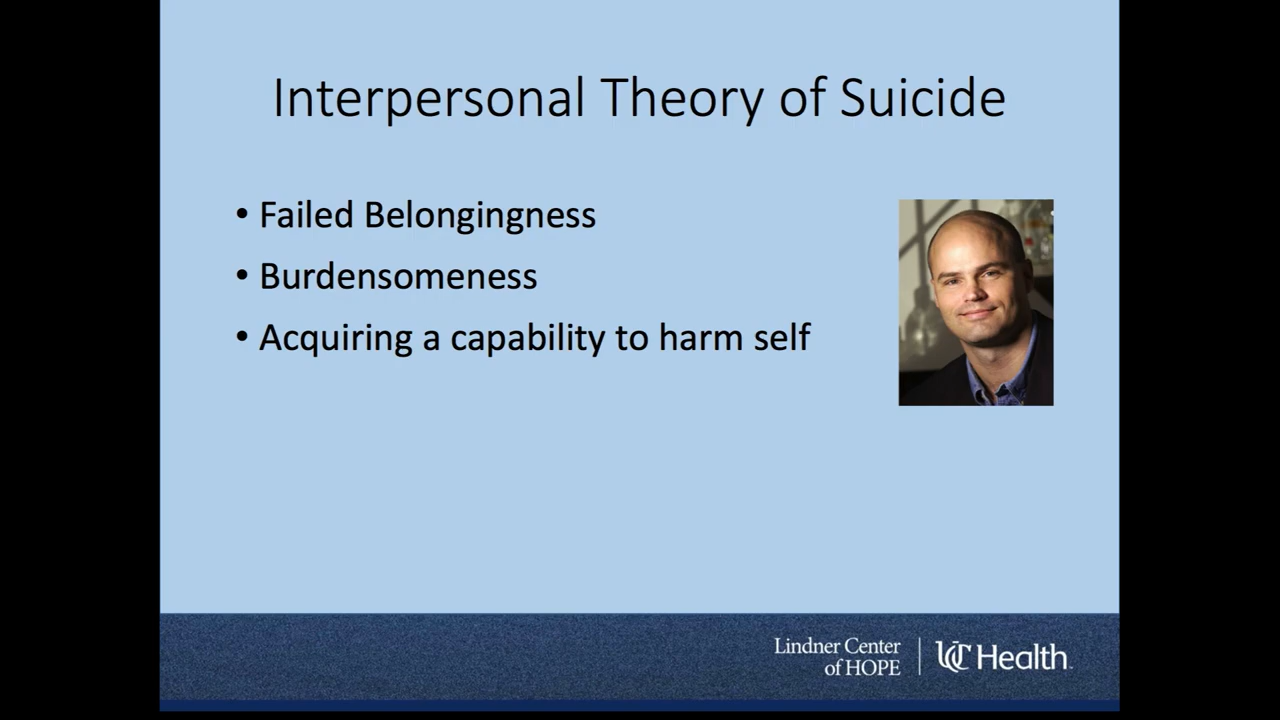 Interpersonal Theory of Suicide
• Failed Belongingness
• Burdensomeness
• Acquiring a capability to harm self
Lindner Center
of HOPE
UC Health